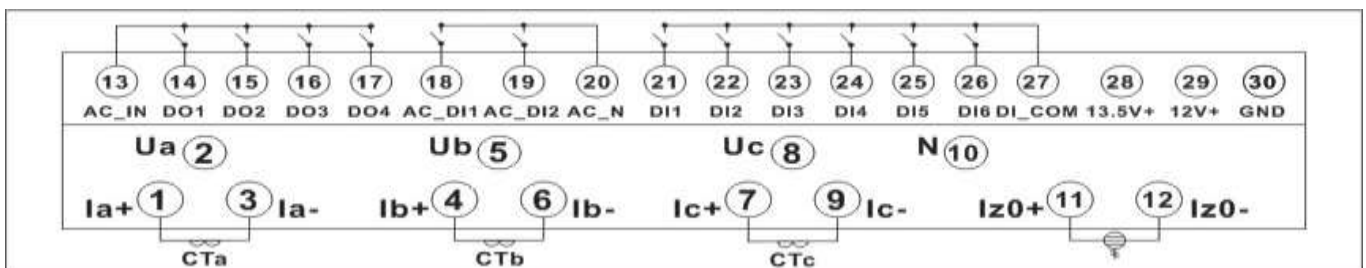 13 14 15 16 17 18 19 20 21 22 23 24 25 26 27 28 29 30
AC_IN DO1 DO2 DO3 DO4 AC_DI1 AC_DI2 AC_N DI1 DI2 DI3 DI4 DI5 DI6 DI_COM 13.5V+ 12V+ GND
Ua 2 Ub 5 Uc 8 N 10
Ia+ 1 3 Ia- Ib+ 4 6 Ib- Ic+ 7 9 Ic- Iz0+ 11 12 Iz0-
CTa CTb CTc